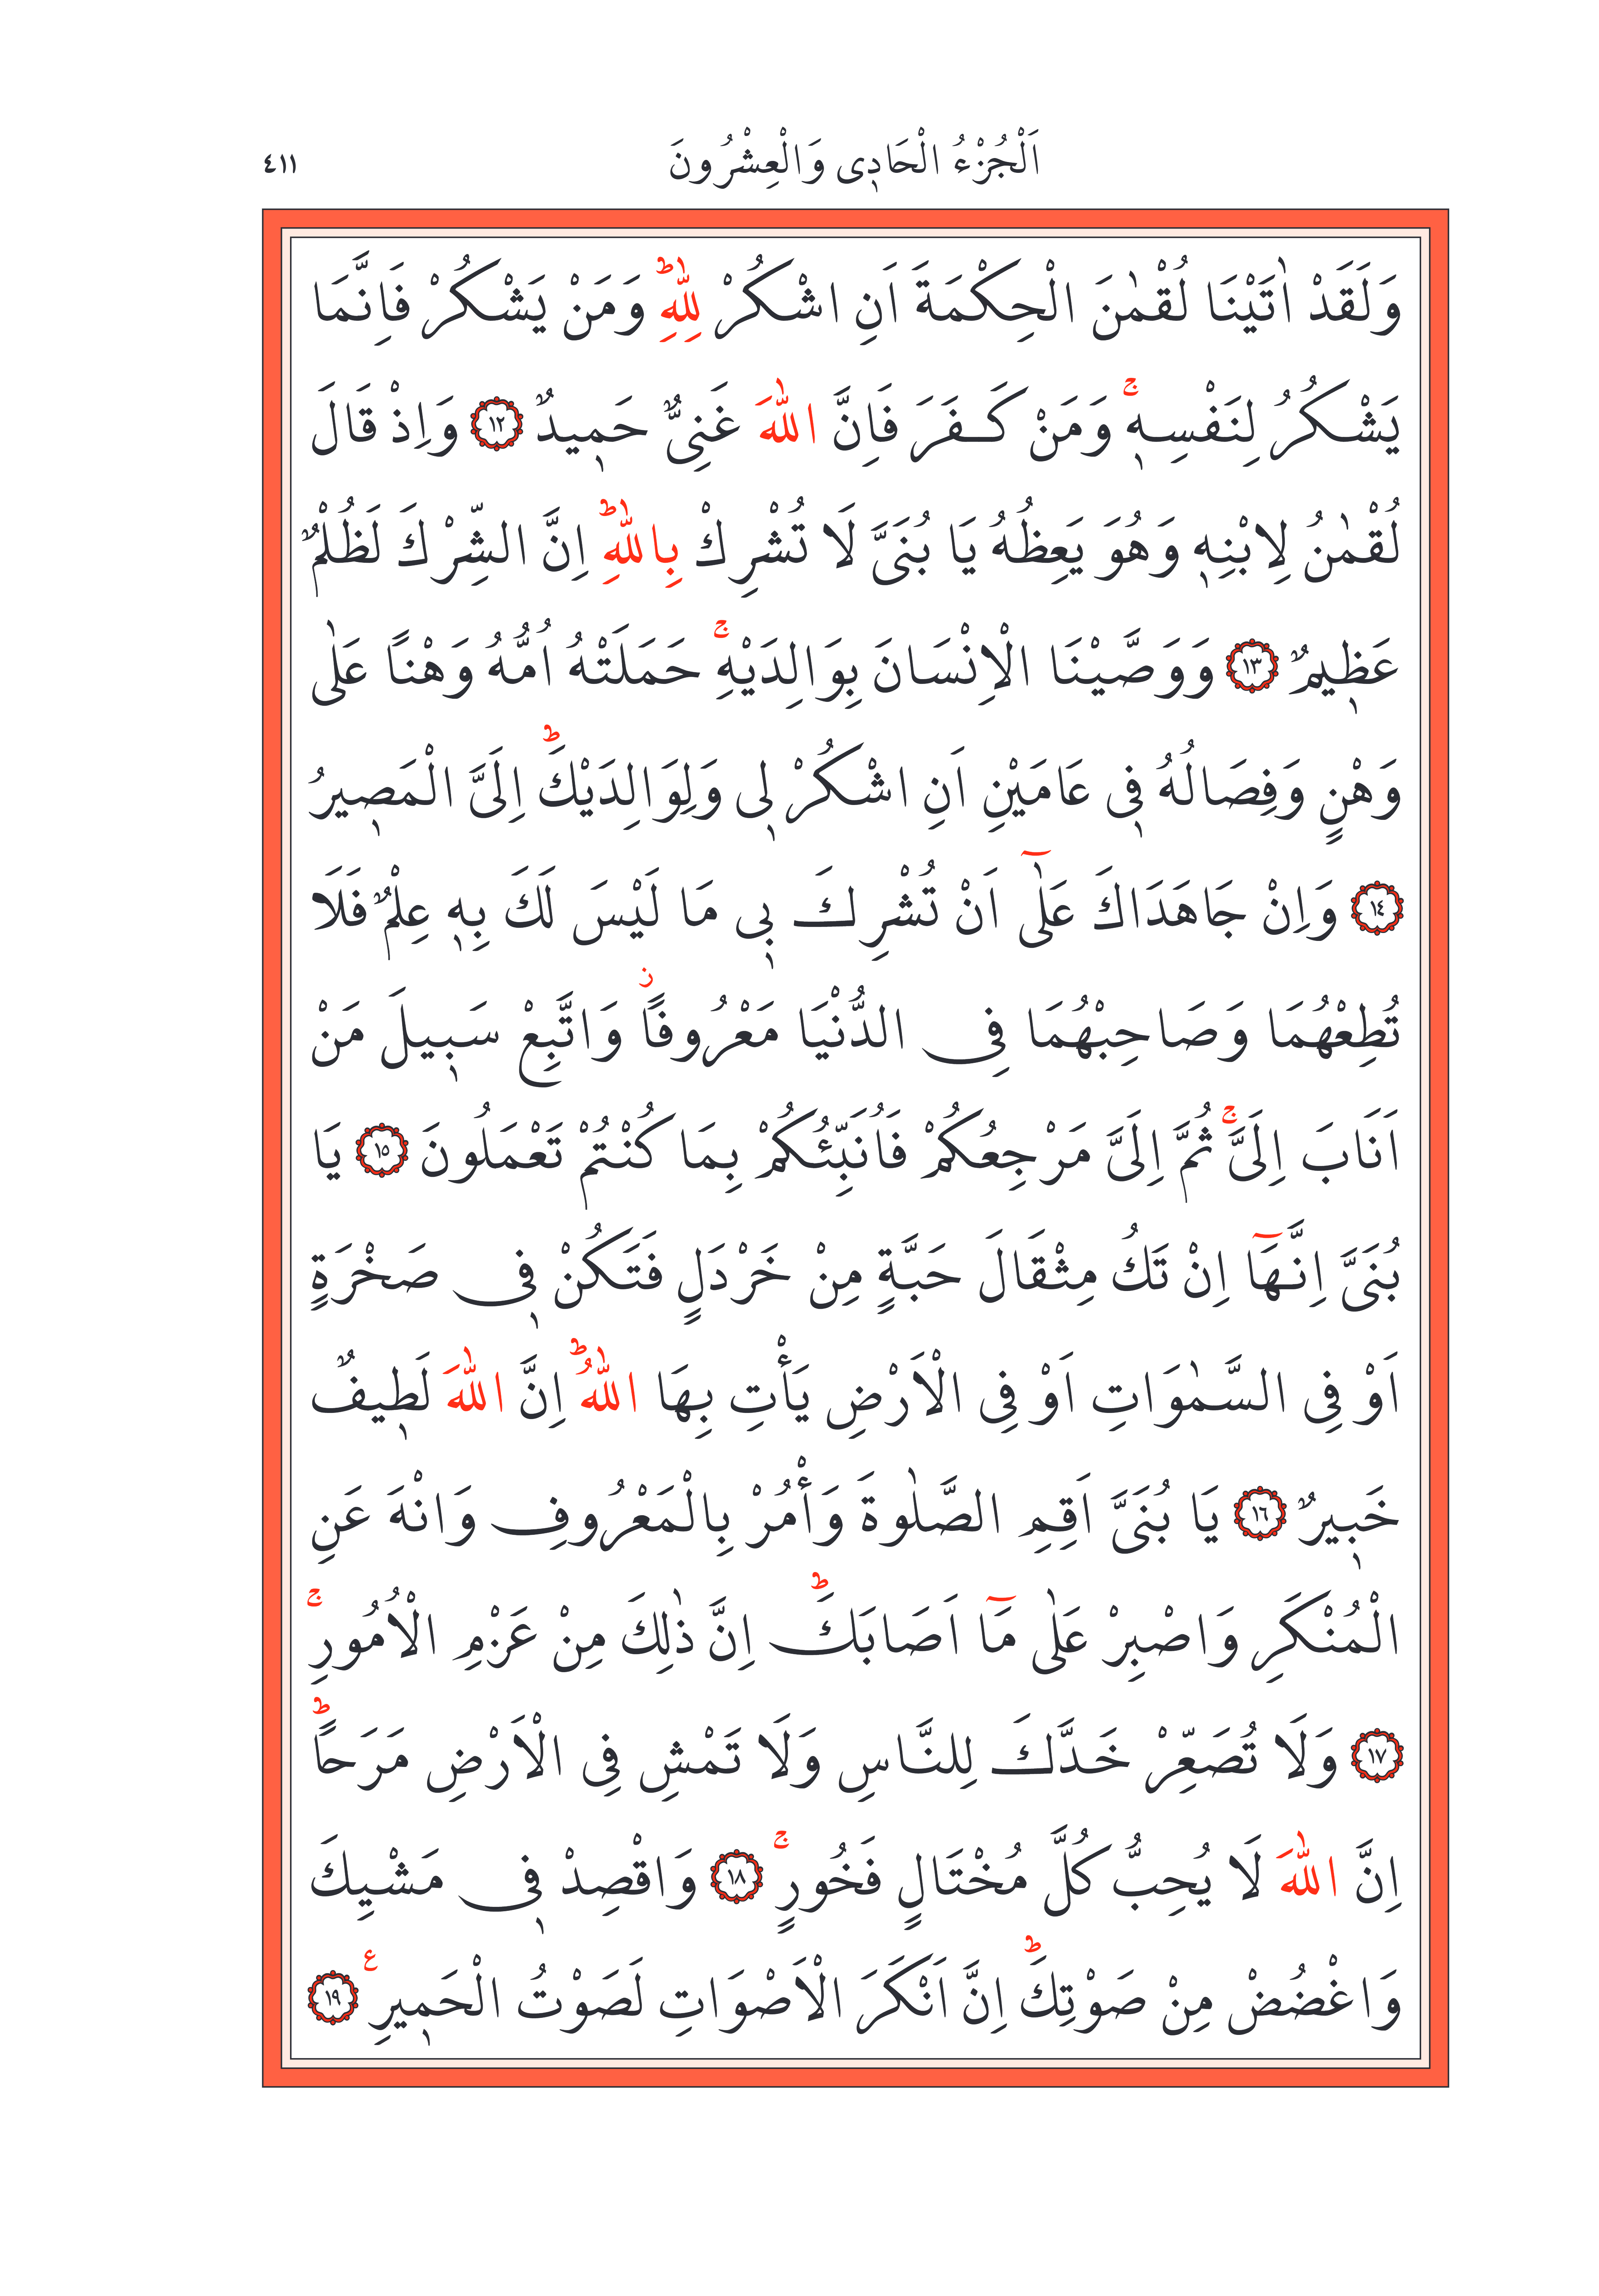 اَلْجُزْءُ الْحَادٖى وَالْعِشْرُونَ
٤١١
وَلَقَدْ اٰتَيْنَا لُقْمٰنَ الْحِكْمَةَ اَنِ اشْكُرْ لِلّٰهِؕ وَمَنْ يَشْكُرْ فَاِنَّمَا
يَشْكُرُ لِنَفْسِهٖۚ وَمَنْ كَفَرَ فَاِنَّ اللّٰهَ غَنِىٌّ حَمٖيدٌ ﴿١٢﴾ وَاِذْ قَالَ
لُقْمٰنُ لِابْنِهٖ وَهُوَ يَعِظُهُ يَا بُنَىَّ لَا تُشْرِكْ بِاللّٰهِؕ اِنَّ الشِّرْكَ لَظُلْمٌ
عَظٖيمٌ ﴿١٣﴾ وَوَصَّيْنَا الْاِنْسَانَ بِوَالِدَيْهِۚ حَمَلَتْهُ اُمُّهُ وَهْنًا عَلٰى
وَهْنٍ وَفِصَالُهُ فٖى عَامَيْنِ اَنِ اشْكُرْ لٖى وَلِوَالِدَيْكَؕ اِلَىَّ الْمَصٖيرُ
﴿١٤﴾ وَاِنْ جَاهَدَاكَ عَلٰٓى اَنْ تُشْرِكَ بٖى مَا لَيْسَ لَكَ بِهٖ عِلْمٌ فَلَا
تُطِعْهُمَا وَصَاحِبْهُمَا فِى الدُّنْيَا مَعْرُوفًاؗ وَاتَّبِعْ سَبٖيلَ مَنْ
اَنَابَ اِلَىَّۚ ثُمَّ اِلَىَّ مَرْجِعُكُمْ فَاُنَبِّئُكُمْ بِمَا كُنْتُمْ تَعْمَلُونَ ﴿١٥﴾ يَا
بُنَىَّ اِنَّهَٓا اِنْ تَكُ مِثْقَالَ حَبَّةٍ مِنْ خَرْدَلٍ فَتَكُنْ فٖى صَخْرَةٍ
اَوْ فِى السَّمٰوَاتِ اَوْ فِى الْاَرْضِ يَأْتِ بِهَا اللّٰهُؕ اِنَّ اللّٰهَ لَطٖيفٌ
خَبٖيرٌ ﴿١٦﴾ يَا بُنَىَّ اَقِمِ الصَّلٰوةَ وَأْمُرْ بِالْمَعْرُوفِ وَانْهَ عَنِ
الْمُنْكَرِ وَاصْبِرْ عَلٰى مَٓا اَصَابَكَؕ اِنَّ ذٰلِكَ مِنْ عَزْمِ الْاُمُورِۚ
﴿١٧﴾ وَلَا تُصَعِّرْ خَدَّكَ لِلنَّاسِ وَلَا تَمْشِ فِى الْاَرْضِ مَرَحًاؕ
اِنَّ اللّٰهَ لَا يُحِبُّ كُلَّ مُخْتَالٍ فَخُورٍۚ ﴿١٨﴾ وَاقْصِدْ فٖى مَشْيِكَ
وَاغْضُضْ مِنْ صَوْتِكَؕ اِنَّ اَنْكَرَ الْاَصْوَاتِ لَصَوْتُ الْحَمٖيرِ ع ﴿١٩﴾